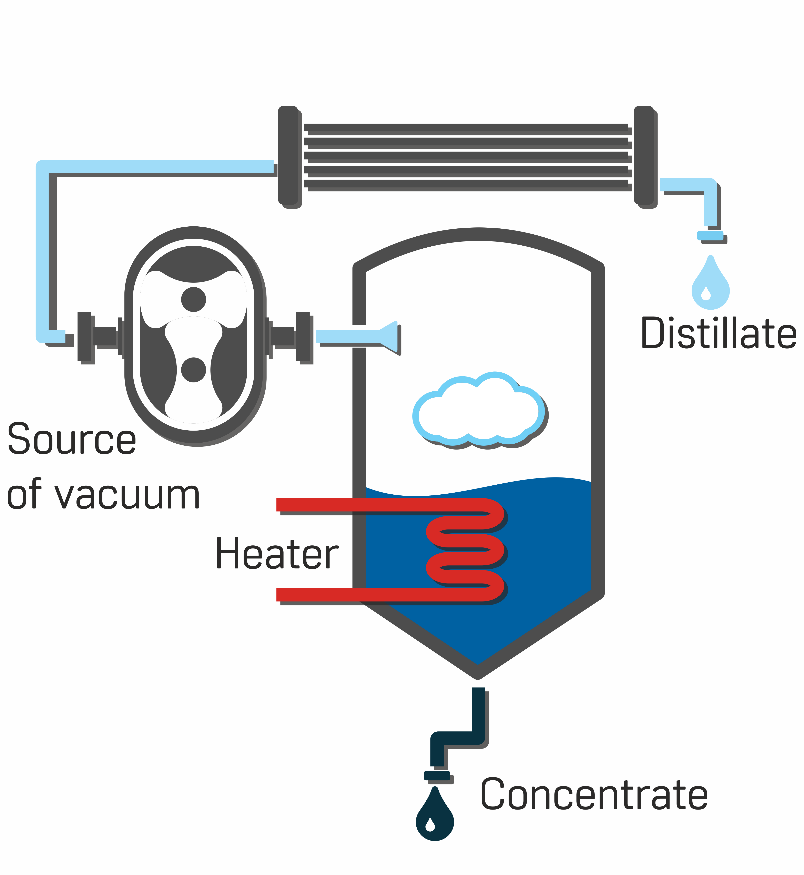 Distillate
Source
of vacuum
Heater
Concentrate